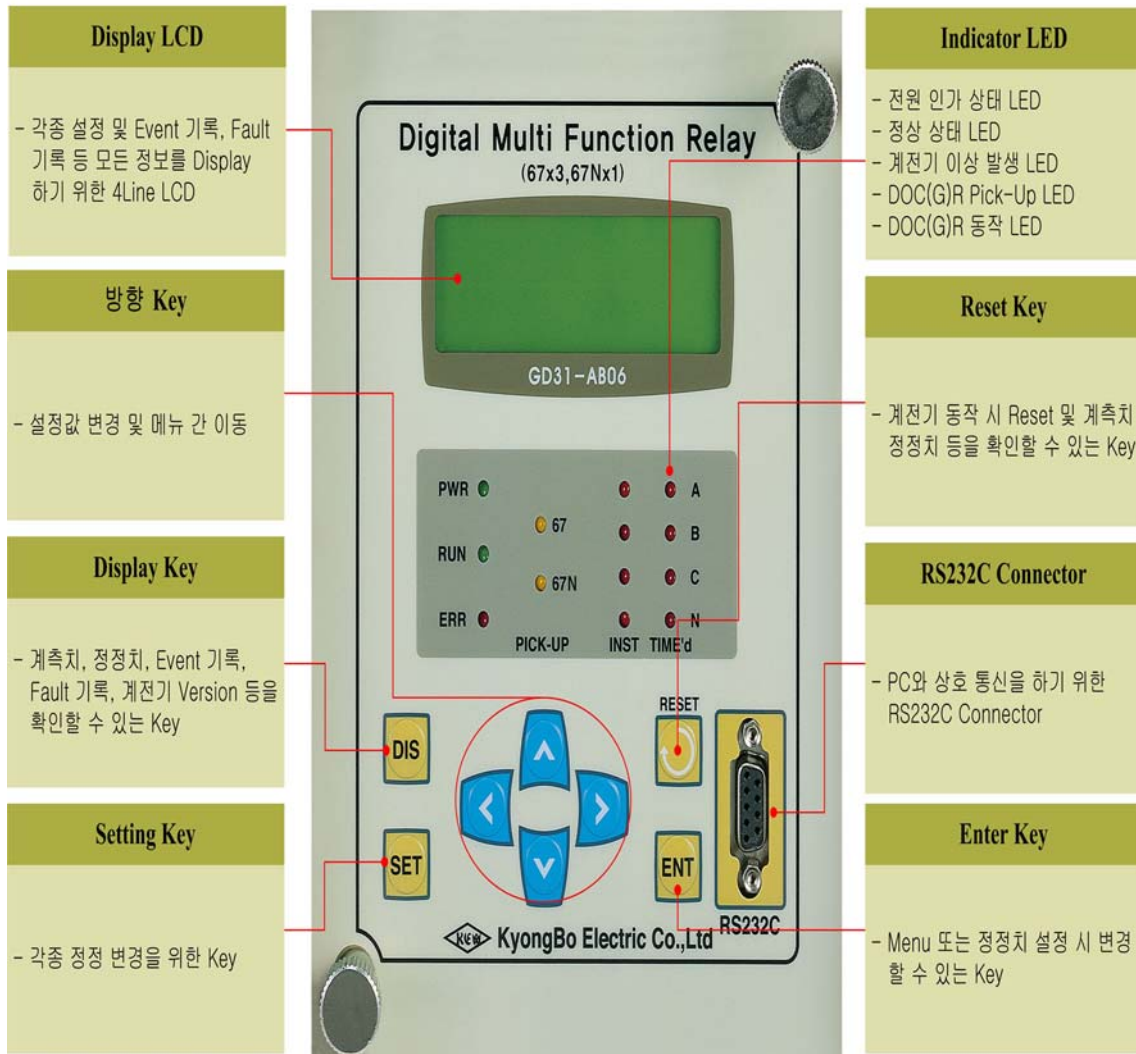 Display LCD
- 각종 설정 및 Event 기록, Fault
기록 등 모든 정보를 Display
하기 위한 4Line LCD
방향 Key
- 설정값 변경 및 메뉴 간 이동
Display Key
- 계측치, 정정치, Event 기록,
Fault 기록, 계전기 Version 등을
확인할 수 있는 Key
Setting Key
- 각종 정정 변경을 위한 Key
Digital Multi Function Relay
(67x3,67Nx1)
GD31-AB06
PWR
RUN
ERR
67
67N
PICK-UP
A
B
C
N
INST TIME'd
DIS
SET
RESET
ENT
RS232C
KEW KyongBo Electric Co.,Ltd
Indicator LED
- 전원 인가 상태 LED
- 정상 상태 LED
- 계전기 이상 발생 LED
- DOC(G)R Pick-Up LED
- DOC(G)R 동작 LED
Reset Key
- 계전기 동작 시 Reset 및 계측치
정정치 등을 확인할 수 있는 Key
RS232C Connector
- PC와 상호 통신을 하기 위한
RS232C Connector
Enter Key
- Menu 또는 정정치 설정 시 변경
할 수 있는 Key